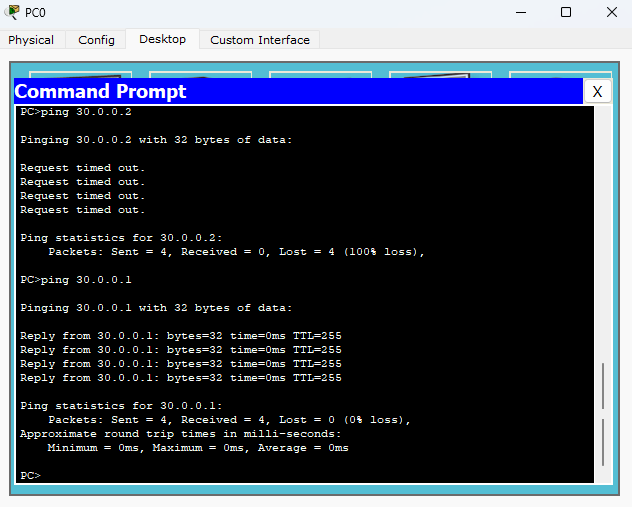 PC0
Physical Config Desktop Custom Interface
Command Prompt X
PC>ping 30.0.0.2
Pinging 30.0.0.2 with 32 bytes of data:
Request timed out.
Request timed out.
Request timed out.
Request timed out.
Ping statistics for 30.0.0.2:
Packets: Sent = 4, Received = 0, Lost = 4 (100% loss),
PC>ping 30.0.0.1
Pinging 30.0.0.1 with 32 bytes of data:
Reply from 30.0.0.1: bytes=32 time=0ms TTL=255
Reply from 30.0.0.1: bytes=32 time=0ms TTL=255
Reply from 30.0.0.1: bytes=32 time=0ms TTL=255
Reply from 30.0.0.1: bytes=32 time=0ms TTL=255
Ping statistics for 30.0.0.1:
Packets: Sent = 4, Received = 4, Lost = 0 (0% loss),
Approximate round trip times in milli-seconds:
Minimum = 0ms, Maximum = 0ms, Average = 0ms
PC>